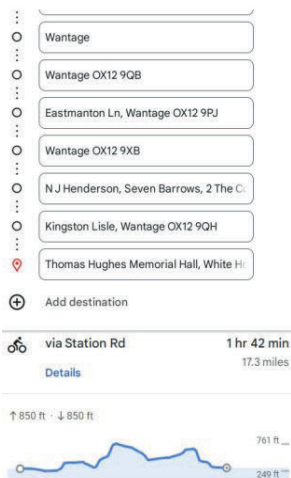 Wantage
Wantage OX12 9QB
Eastmanton Ln, Wantage OX12 9PJ
Wantage OX12 9XB
N J Henderson, Seven Barrows, 2 The
Kingston Lisle, Wantage OX12 9QH
Thomas Hughes Memorial Hall, White
Add destination
via Station Rd 1 hr 42 min
17.3 miles
Details
↑ 850 ft · ↓ 850 ft
761 ft
249 ft